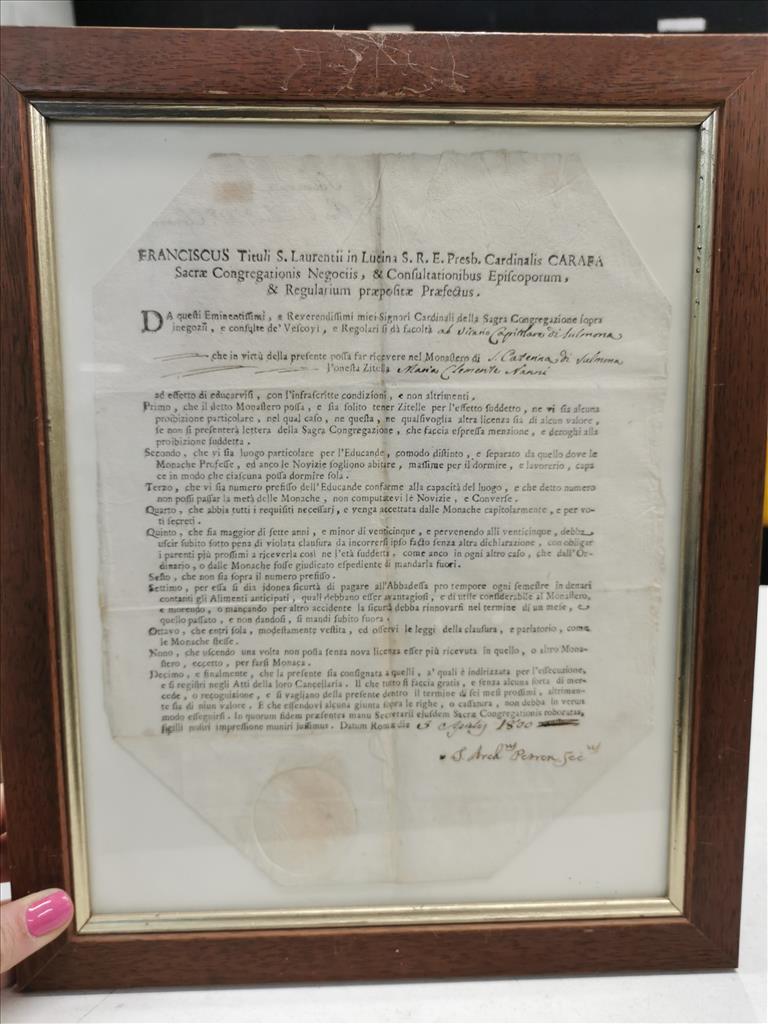 FRANCISCUS Tituli S. Laurentii in Lucina S. R. E. Presb. Cardinalis CARAFA
Sacræ Congregationis Negociis, & Conſultationibus Epiſcoporum,
& Regularium præpoſitæ Præfectus.
DA queſti Eminentiſſimi, e Reverendiſſimi miei Signori Cardinali della Sagra Congregazione ſopra
inegozii, e conſulte de' Veſcovi, e Regolari ſi dà facoltà al Vicario Capitolare di Sulmona
che in virtù della preſente poſſa far ricevere nel Monaſtero di S. Caterina di Sulmona
l'oneſta Zitella Maria Clemente Nanni
ad effetto di educarviſi, con l'infraſcritte condizioni, e non altrimenti.
Primo, che il detto Monaſtero poſſa, e ſia ſolito tener Zitelle per l'effetto ſuddetto, ne vi ſia alcuna
proibizione particolare, nel qual caſo, ne queſta, ne qualſivoglia altra licenza ſia di alcun valore,
ſe non ſi preſenterà lettera della Sagra Congregazione, che faccia eſpreſſa menzione, e deroghi alla
proibizione ſuddetta.
Secondo, che vi ſia luogo particolare per l'Educande, comodo diſtinto, e ſeparato da quello dove le
Monache Profeſſe, ed anco le Novizie ſogliono abitare, maſſime per il dormire, e lavorerio, capa
ce in modo che ciaſcuna poſſa dormire ſola.
Terzo, che vi ſia numero prefiſſo dell'Educande conforme alla capacità del luogo, e che detto numero
non poſſi paſſar la metà delle Monache, non computatevi le Novizie, e Converſe.
Quarto, che abbia tutti i requiſiti neceſſarj, e venga accettata dalle Monache capitolarmente, e per vo-
ti ſecreti.
Quinto, che ſia maggior di ſette anni, e minor di venticinque, e pervenendo alli venticinque, debba
uſcir ſubito ſotto pena di violata clauſura da incorrerſi ipſo facto ſenza altra dichiarazione, con obligar
i parenti più proſſimi a riceverla così ne l'età ſuddetta, come anco in ogni altro caſo, che dall'Or-
dinario, o dalle Monache foſſe giudicato eſpediente di mandarla fuori.
Seſto, che non ſia ſopra il numero prefiſſo.
Settimo, per eſſa ſi dia idonea ſicurtà di pagare all'Abbadeſſa pro tempore ogni ſemeſtre in denari
contanti gli Alimenti anticipati, quali debbano eſſer avantagioſi, e di utile conſiderabile al Monaſtero,
e morendo, o mancando per altro accidente la ſicurtà debba rinnovarſi nel termine di un meſe, e
quello paſſato, e non dandoſi, ſi mandi ſubito fuora.
Ottavo, che entri ſola, modeſtamente veſtita, ed oſſervi le leggi della clauſura, e parlatorio, come
le Monache ſteſſe.
Nono, che uſcendo una volta non poſſa ſenza nova licenza eſſer più ricevuta in quello, o altro Mona-
ſtero, eccetto, per farſi Monaca.
Decimo, e finalmente, che la preſente ſia conſegnata a quelli, a' quali è indirizzata per l'eſſecuzione,
e ſi regiſtri negli Atti della loro Cancellaria. Il che tutto ſi faccia gratis, e ſenza alcuna ſorta di mer-
cede, o recognizione, e ſi vagliano della preſente dentro il termine di ſei meſi proſſimi, altrimen-
te ſia di niun valore. E che eſſendovi alcuna giunta ſopra le righe, o caſſatura, non debba in verun
modo eſſeguirſi. In quorum fidem præſentes manu Secretarii ejuſdem Sacræ Congregationis roboratas,
ſigilli noſtri impreſſione muniri juſſimus. Datum Romæ die